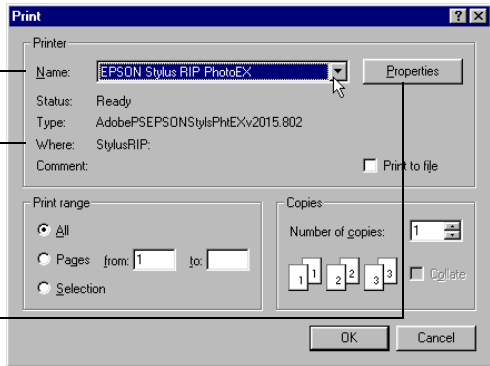 Print
Printer
Name: EPSON Stylus RIP PhotoEX Properties
Status: Ready
Type: AdobePSEPSONStylsPhtEXv2015.802
Where: StylusRIP:
Comment: Print to file
Print range
All
Pages from: 1 to:
Selection
Copies
Number of copies: 1
1 1 2 2 3 3 Collate
OK Cancel